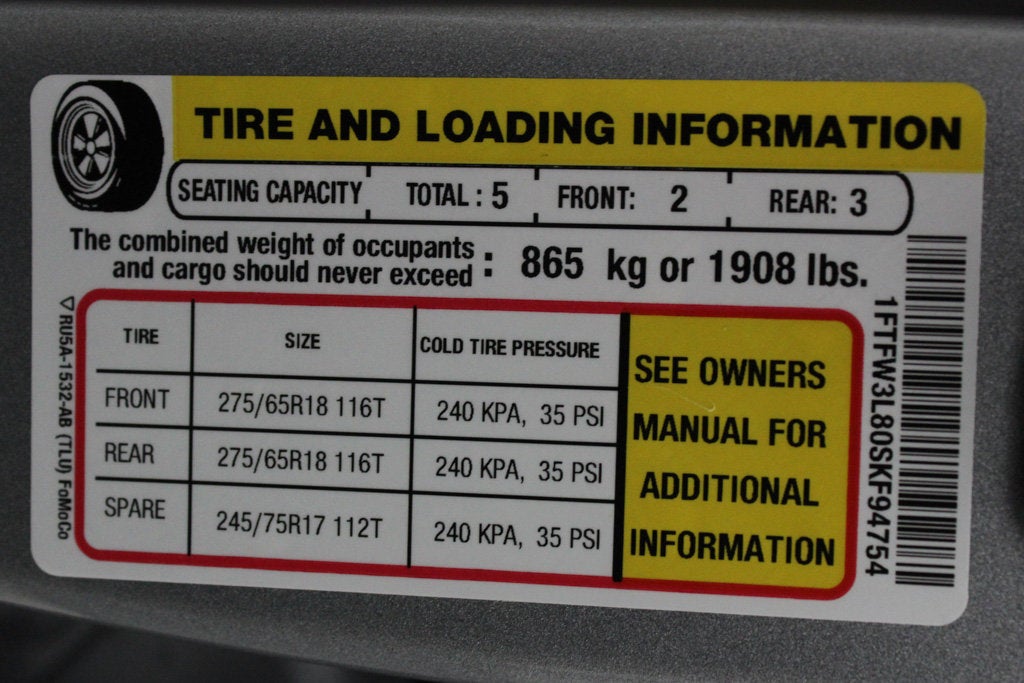 TIRE AND LOADING INFORMATION
SEATING CAPACITY TOTAL : 5 FRONT: 2 REAR: 3
The combined weight of occupants
and cargo should never exceed : 865 kg or 1908 lbs.
TIRE SIZE COLD TIRE PRESSURE
FRONT 275/65R18 116T 240 KPA, 35 PSI
REAR 275/65R18 116T 240 KPA, 35 PSI
SPARE 245/75R17 112T 240 KPA, 35 PSI
SEE OWNERS
MANUAL FOR
ADDITIONAL
INFORMATION
▽RU5A-1532-AB (TLU) FoMoCo
1FTFW3L80SKF94754